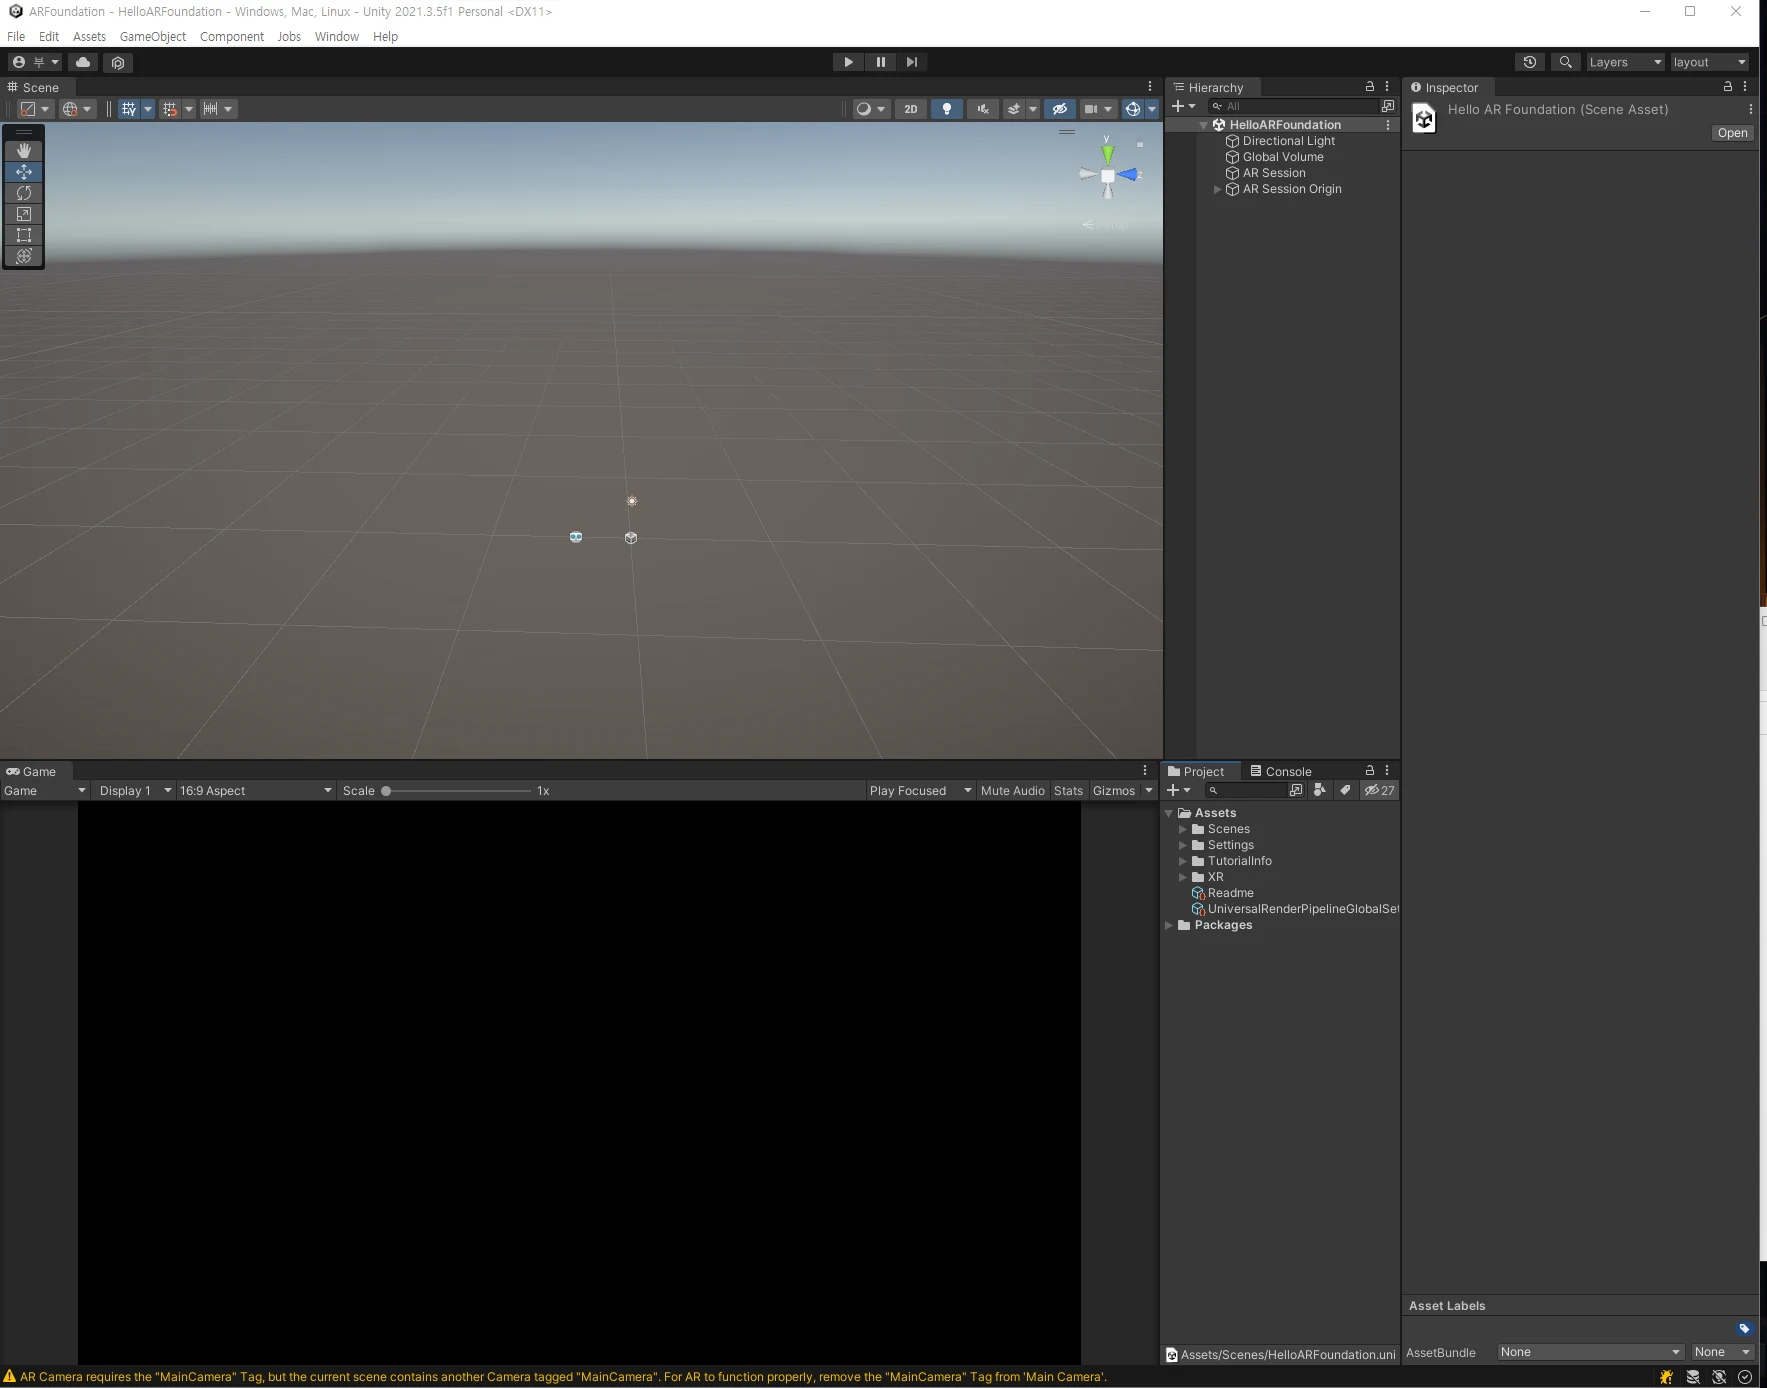 ARFoundation - HelloARFoundation - Windows, Mac, Linux - Unity 2021.3.5f1 Personal <DX11>
File Edit Assets GameObject Component Jobs Window Help
부
Layers layout
Scene
2D
y
z
Persp
Hierarchy
All
HelloARFoundation
Directional Light
Global Volume
AR Session
AR Session Origin
Inspector
Hello AR Foundation (Scene Asset)
Open
Game
Game Display 1 16:9 Aspect Scale 1x Play Focused Mute Audio Stats Gizmos
Project Console
27
Assets
Scenes
Settings
TutorialInfo
XR
Readme
UniversalRenderPipelineGlobalSet
Packages
Assets/Scenes/HelloARFoundation.uni
Asset Labels
AssetBundle None None
AR Camera requires the "MainCamera" Tag, but the current scene contains another Camera tagged "MainCamera". For AR to function properly, remove the "MainCamera" Tag from 'Main Camera'.